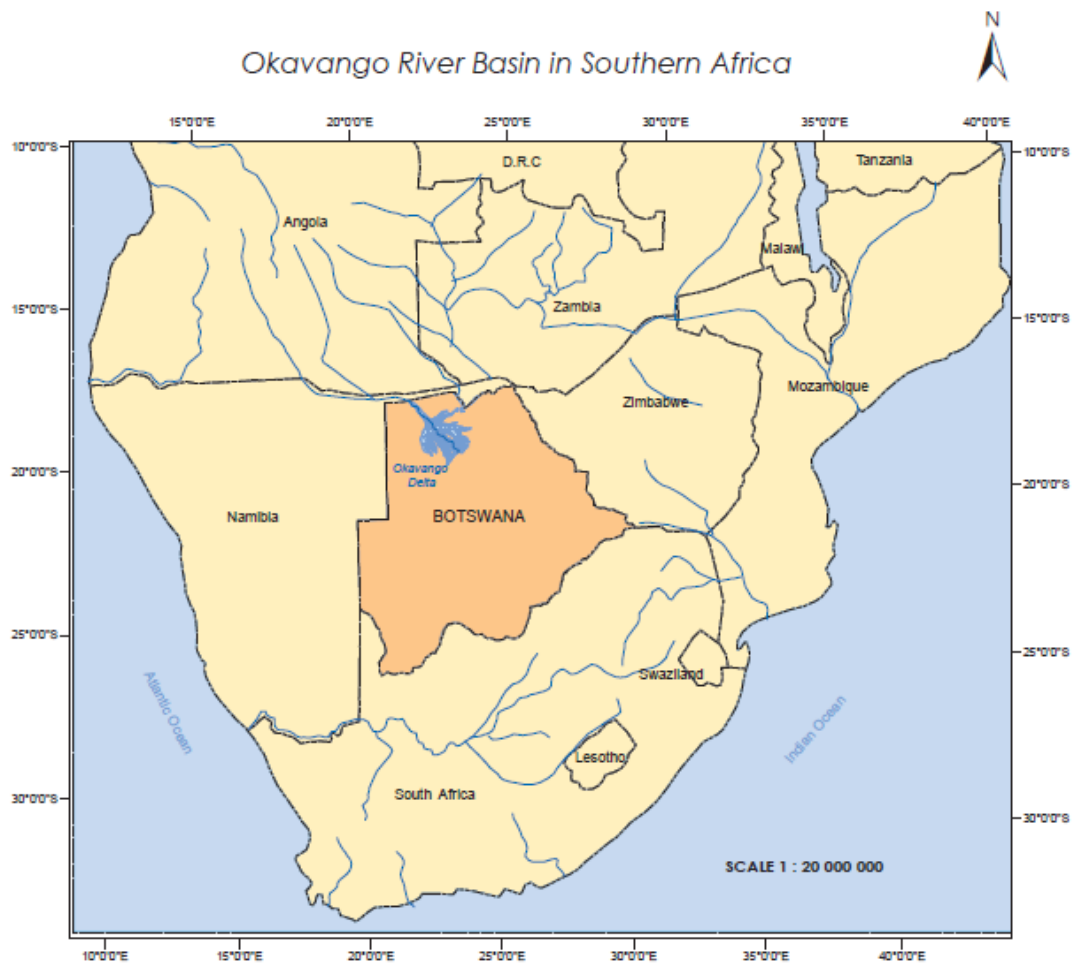 N
Okavango River Basin in Southern Africa
15°0'0"E 20°0'0"E 25°0'0"E 30°0'0"E 35°0'0"E 40°0'0"E
10°0'0"S
10°0'0"S
D.R.C
Tanzania
Angola
Malawi
15°0'0"S
Zambia
15°0'0"S
Mozambique
Zimbabwe
Okavango
Delta
20°0'0"S
20°0'0"S
Namibia
BOTSWANA
25°0'0"S
25°0'0"S
Swaziland
Atlantic Ocean
Indian Ocean
Lesotho
South Africa
30°0'0"S
30°0'0"S
SCALE 1 : 20 000 000
10°0'0"E 15°0'0"E 20°0'0"E 25°0'0"E 30°0'0"E 35°0'0"E 40°0'0"E